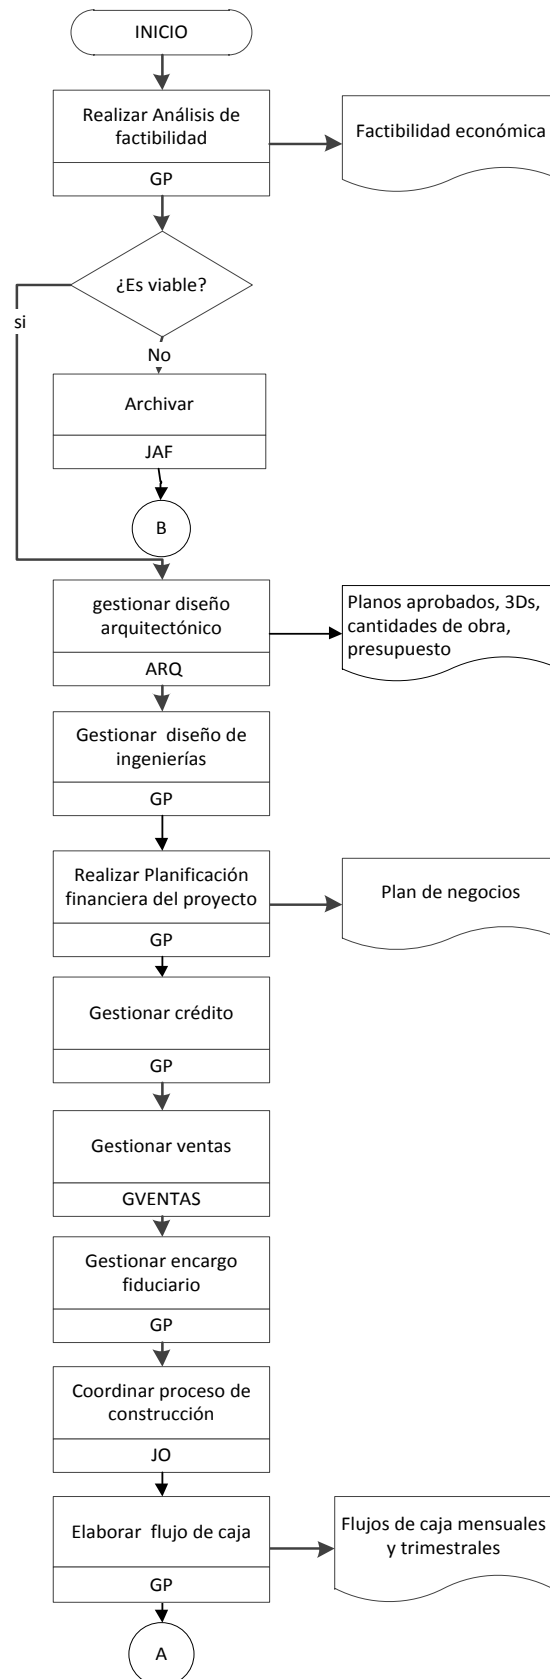 INICIO
Realizar Análisis de
factibilidad
GP
Factibilidad económica
¿Es viable?
si
No
Archivar
JAF
B
gestionar diseño
arquitectónico
ARQ
Planos aprobados, 3Ds,
cantidades de obra,
presupuesto
Gestionar diseño de
ingenierías
GP
Realizar Planificación
financiera del proyecto
GP
Plan de negocios
Gestionar crédito
GP
Gestionar ventas
GVENTAS
Gestionar encargo
fiduciario
GP
Coordinar proceso de
construcción
JO
Elaborar flujo de caja
GP
Flujos de caja mensuales
y trimestrales
A